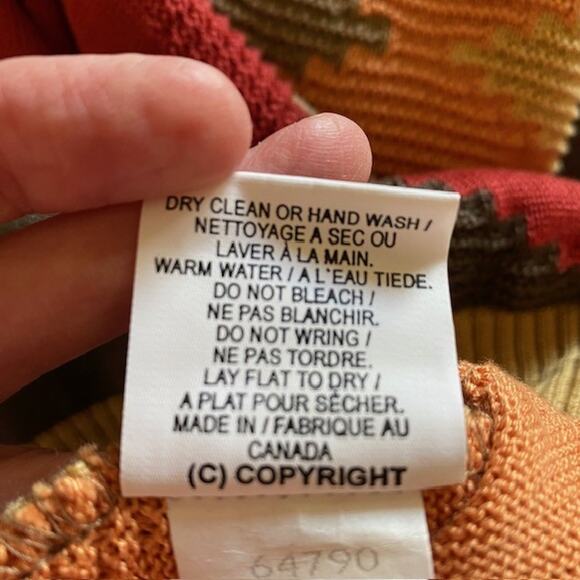 DRY CLEAN OR HAND WASH /
NETTOYAGE A SEC OU
LAVER À LA MAIN.
WARM WATER / A L'EAU TIEDE.
DO NOT BLEACH /
NE PAS BLANCHIR.
DO NOT WRING /
NE PAS TORDRE.
LAY FLAT TO DRY /
A PLAT POUR SÈCHER.
MADE IN / FABRIQUE AU
CANADA
(C) COPYRIGHT
64790